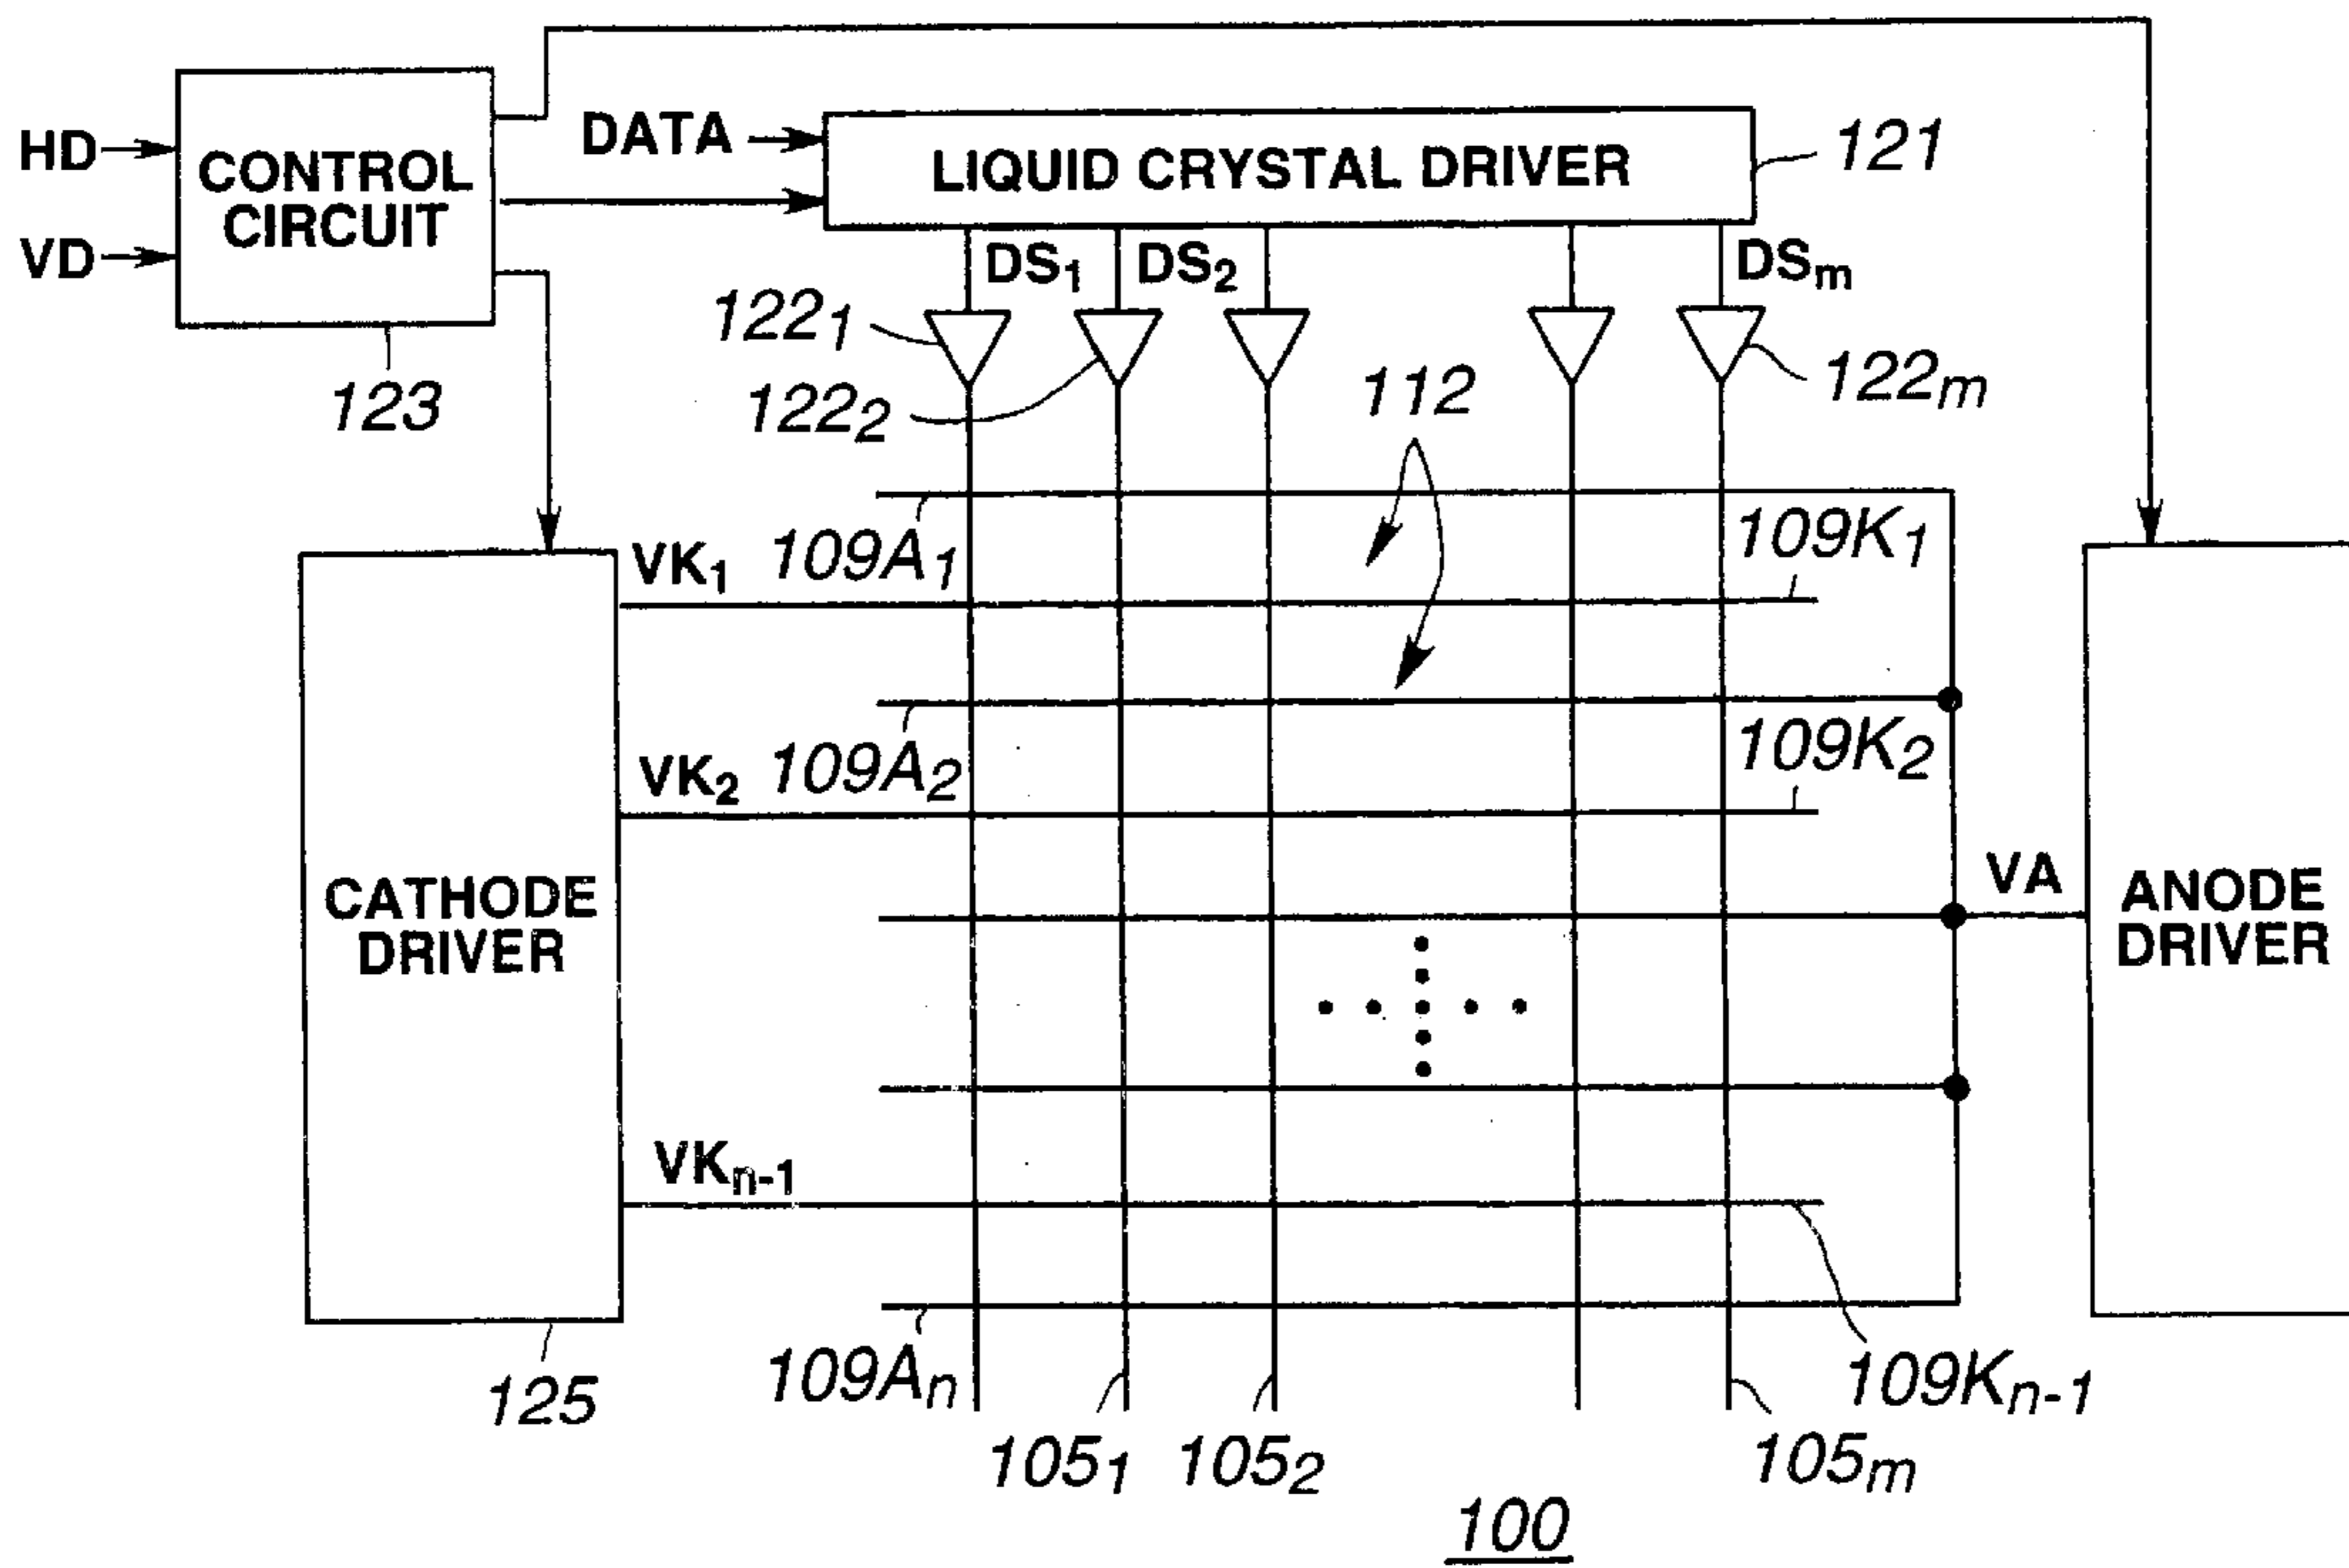 HD
VD
CONTROL
CIRCUIT
123
DATA
LIQUID CRYSTAL DRIVER
121
DS₁
DS₂
DSₘ
122₁
122₂
112
122ₘ
VK₁
109A₁
109K₁
VK₂
109A₂
109K₂
CATHODE
DRIVER
VA
ANODE
DRIVER
VKₙ₋₁
125
109Aₙ
109Kₙ₋₁
105₁
105₂
105ₘ
100